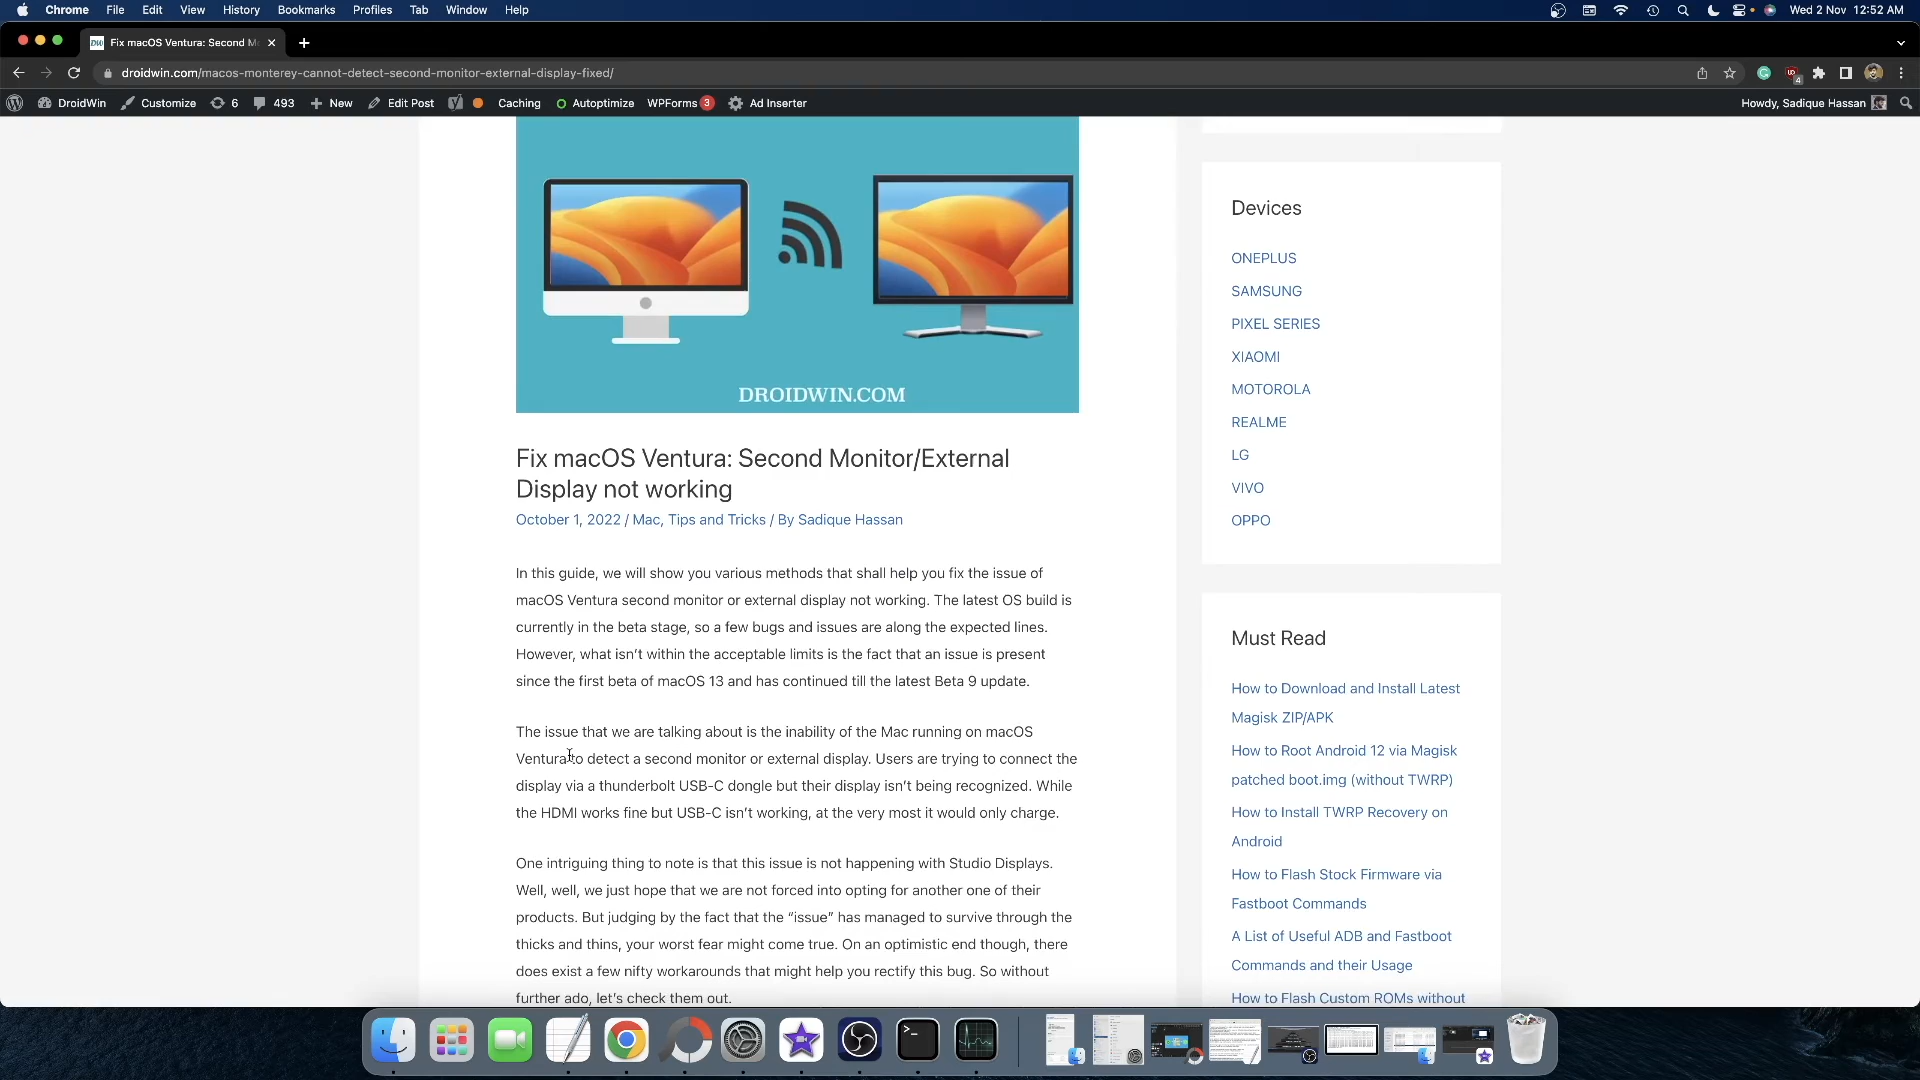 Chrome File Edit View History Bookmarks Profiles Tab Window Help Wed 2 Nov 12:52 AM
DW Fix macOS Ventura: Second M
droidwin.com/macos-monterey-cannot-detect-second-monitor-external-display-fixed/
4
DroidWin Customize 6 493 New Edit Post Caching Autoptimize WPForms 3 Ad Inserter Howdy, Sadique Hassan
DROIDWIN.COM
Fix macOS Ventura: Second Monitor/External
Display not working
October 1, 2022 / Mac, Tips and Tricks / By Sadique Hassan
In this guide, we will show you various methods that shall help you fix the issue of
macOS Ventura second monitor or external display not working. The latest OS build is
currently in the beta stage, so a few bugs and issues are along the expected lines.
However, what isn't within the acceptable limits is the fact that an issue is present
since the first beta of macOS 13 and has continued till the latest Beta 9 update.
The issue that we are talking about is the inability of the Mac running on macOS
Ventura to detect a second monitor or external display. Users are trying to connect the
display via a thunderbolt USB-C dongle but their display isn't being recognized. While
the HDMI works fine but USB-C isn't working, at the very most it would only charge.
One intriguing thing to note is that this issue is not happening with Studio Displays.
Well, well, we just hope that we are not forced into opting for another one of their
products. But judging by the fact that the “issue” has managed to survive through the
thicks and thins, your worst fear might come true. On an optimistic end though, there
does exist a few nifty workarounds that might help you rectify this bug. So without
further ado, let's check them out.
Devices
ONEPLUS
SAMSUNG
PIXEL SERIES
XIAOMI
MOTOROLA
REALME
LG
VIVO
OPPO
Must Read
How to Download and Install Latest
Magisk ZIP/APK
How to Root Android 12 via Magisk
patched boot.img (without TWRP)
How to Install TWRP Recovery on
Android
How to Flash Stock Firmware via
Fastboot Commands
A List of Useful ADB and Fastboot
Commands and their Usage
How to Flash Custom ROMs without